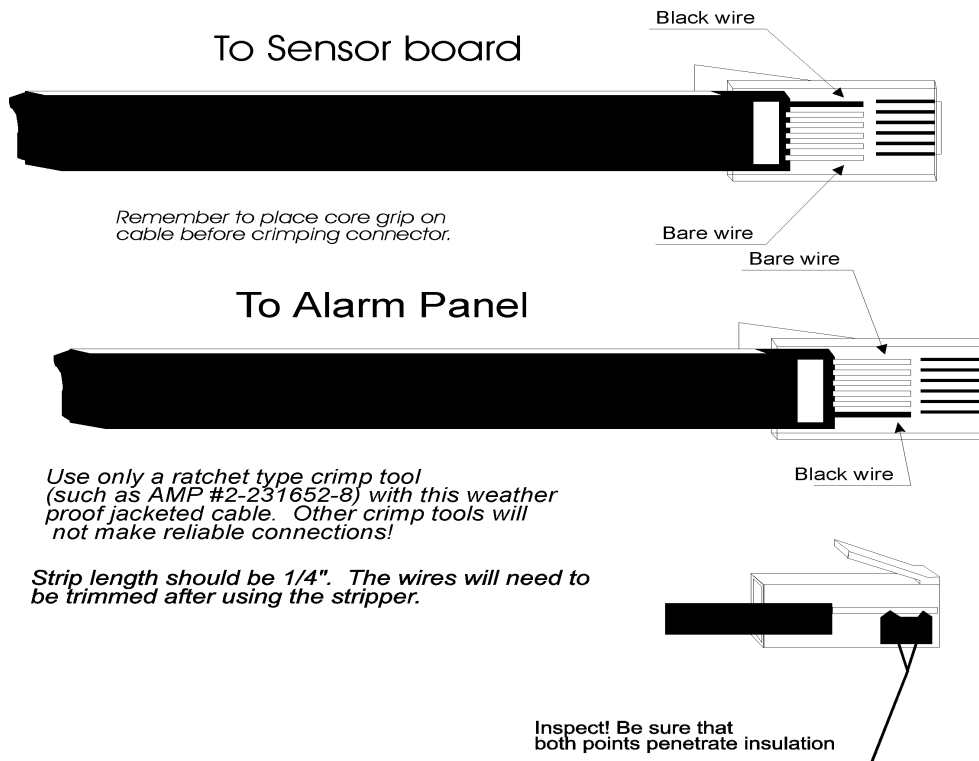 Black wire
To Sensor board
Remember to place core grip on
cable before crimping connector.
Bare wire
Bare wire
To Alarm Panel
Black wire
Use only a ratchet type crimp tool
(such as AMP #2-231652-8) with this weather
proof jacketed cable.  Other crimp tools will
not make reliable connections!
Strip length should be 1/4".  The wires will need to
be trimmed after using the stripper.
Inspect! Be sure that
both points penetrate insulation